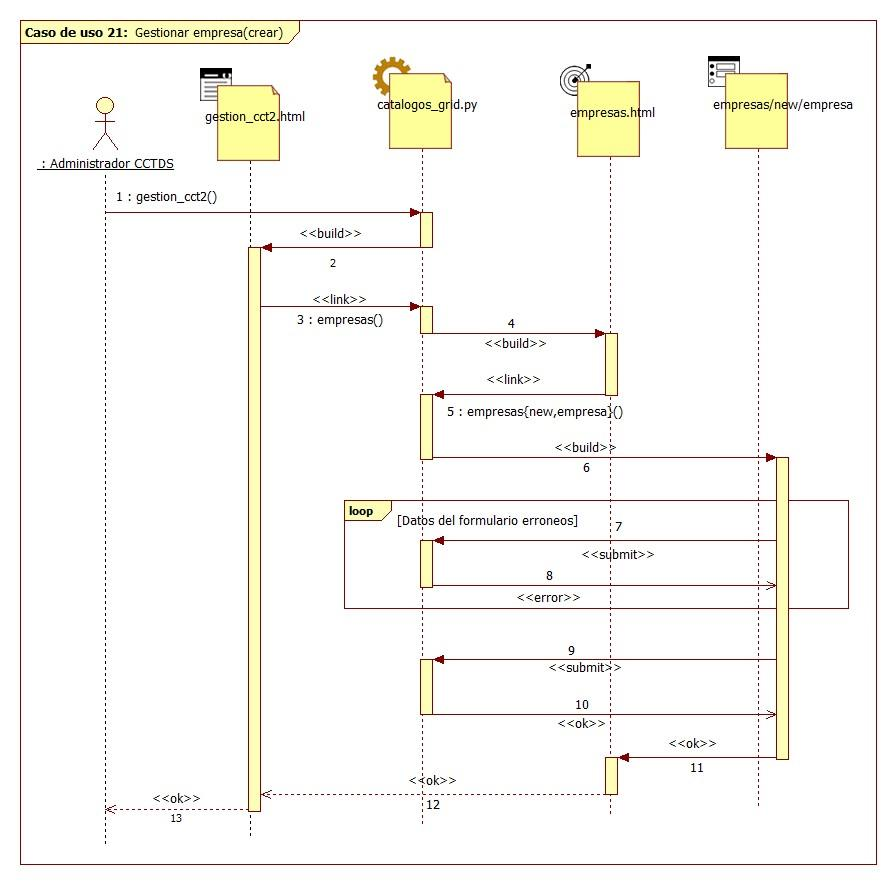 Caso de uso 21: Gestionar empresa(crear)
: Administrador CCTDS
gestion_cct2.html
catalogos_grid.py
empresas.html
empresas/new/empresa
1 : gestion_cct2()
<<build>>
2
<<link>>
3 : empresas()
4
<<build>>
<<link>>
5 : empresas{new,empresa}()
<<build>>
6
loop
[Datos del formulario erroneos]
7
<<submit>>
8
<<error>>
9
<<submit>>
10
<<ok>>
<<ok>>
11
<<ok>>
12
<<ok>>
13